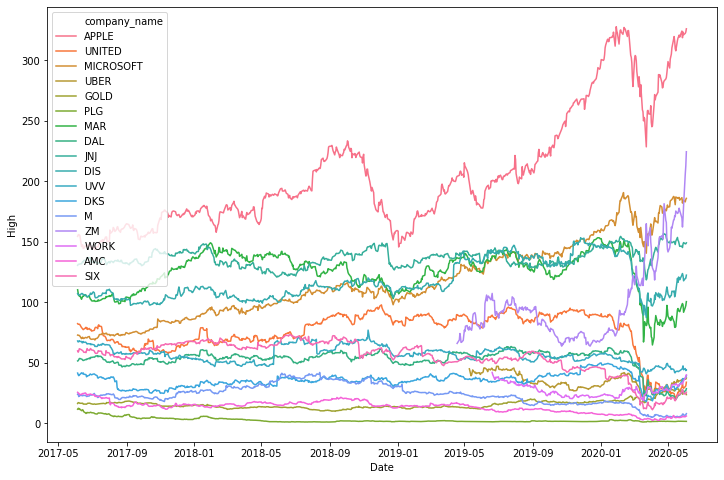 company_name
APPLE
UNITED
MICROSOFT
UBER
GOLD
PLG
MAR
DAL
JNJ
DIS
UVV
DKS
M
ZM
WORK
AMC
SIX
300
250
200
150
100
50
0
High
2017-05 2017-09 2018-01 2018-05 2018-09 2019-01 2019-05 2019-09 2020-01 2020-05
Date